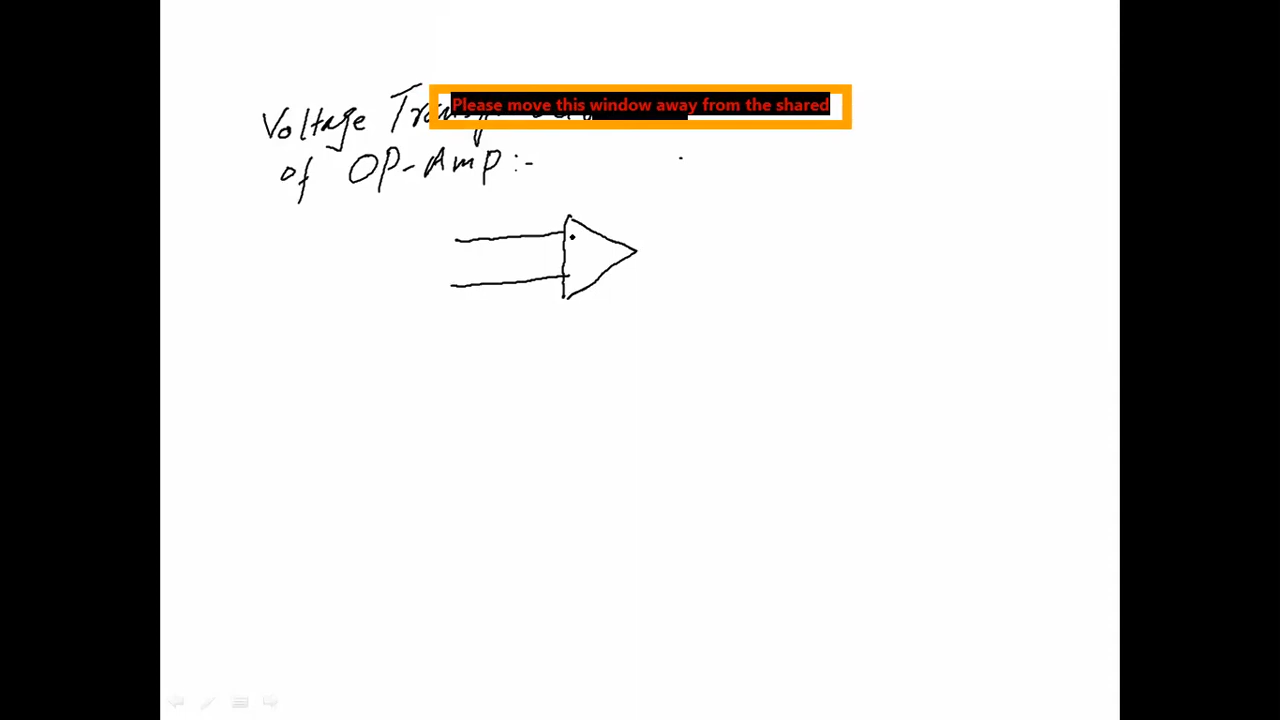 Please move this window away from the shared
Voltage
of OP-Amp :-